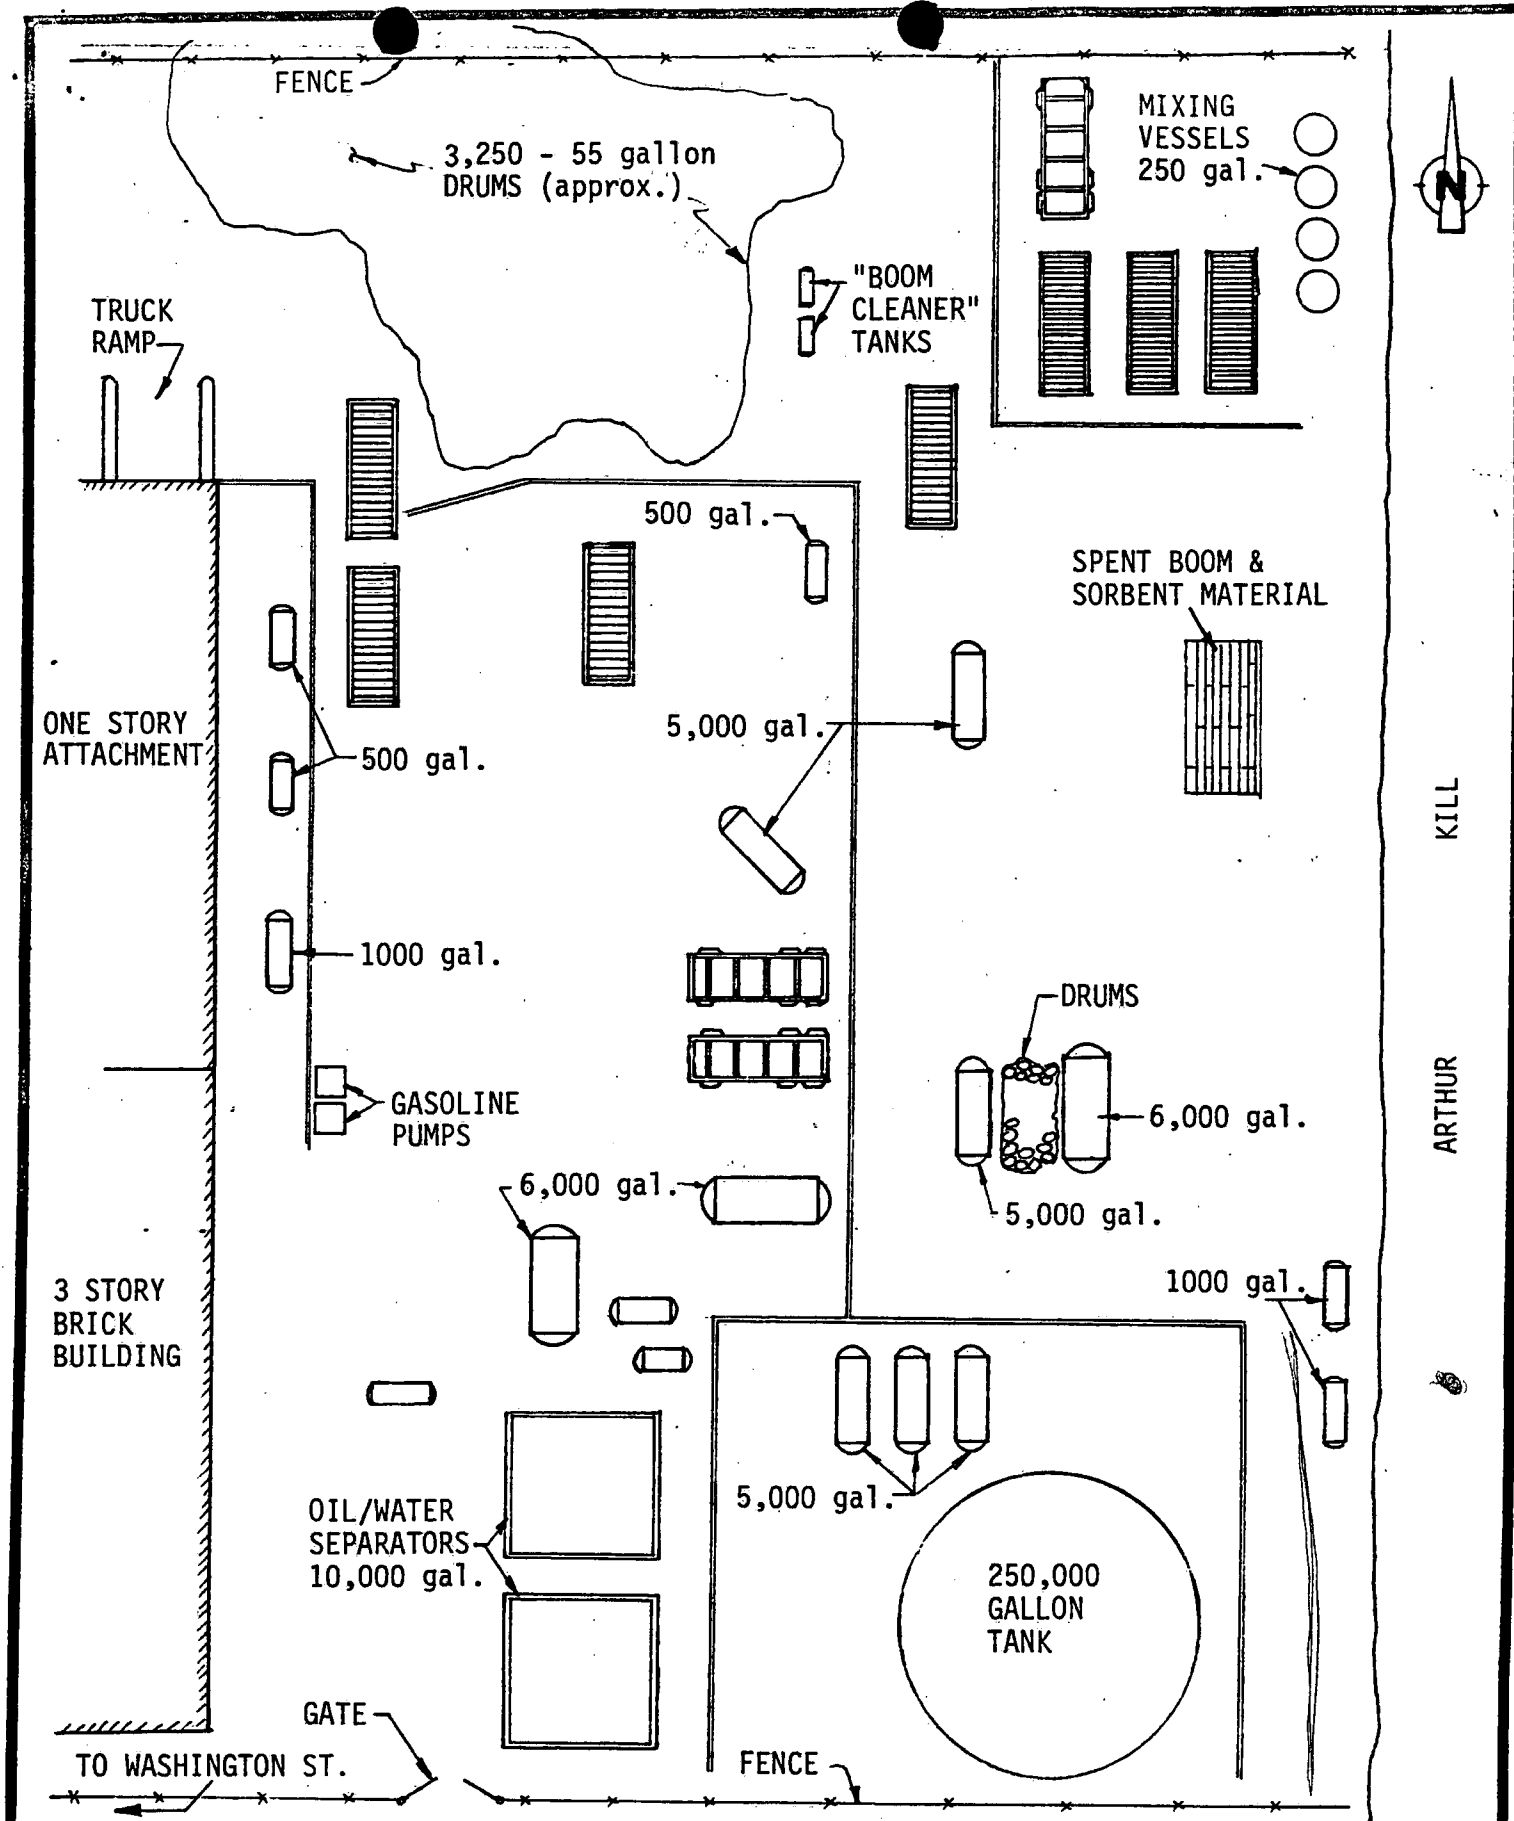 FENCE
3,250 - 55 gallon
DRUMS (approx.)
MIXING
VESSELS
250 gal.
N
"BOOM
CLEANER"
TANKS
TRUCK
RAMP
500 gal.
SPENT BOOM &
SORBENT MATERIAL
ONE STORY
ATTACHMENT
500 gal.
5,000 gal.
KILL
1000 gal.
DRUMS
ARTHUR
GASOLINE
PUMPS
6,000 gal.
6,000 gal.
5,000 gal.
3 STORY
BRICK
BUILDING
1000 gal.
5,000 gal.
OIL/WATER
SEPARATORS
10,000 gal.
250,000
GALLON
TANK
GATE
TO WASHINGTON ST.
FENCE